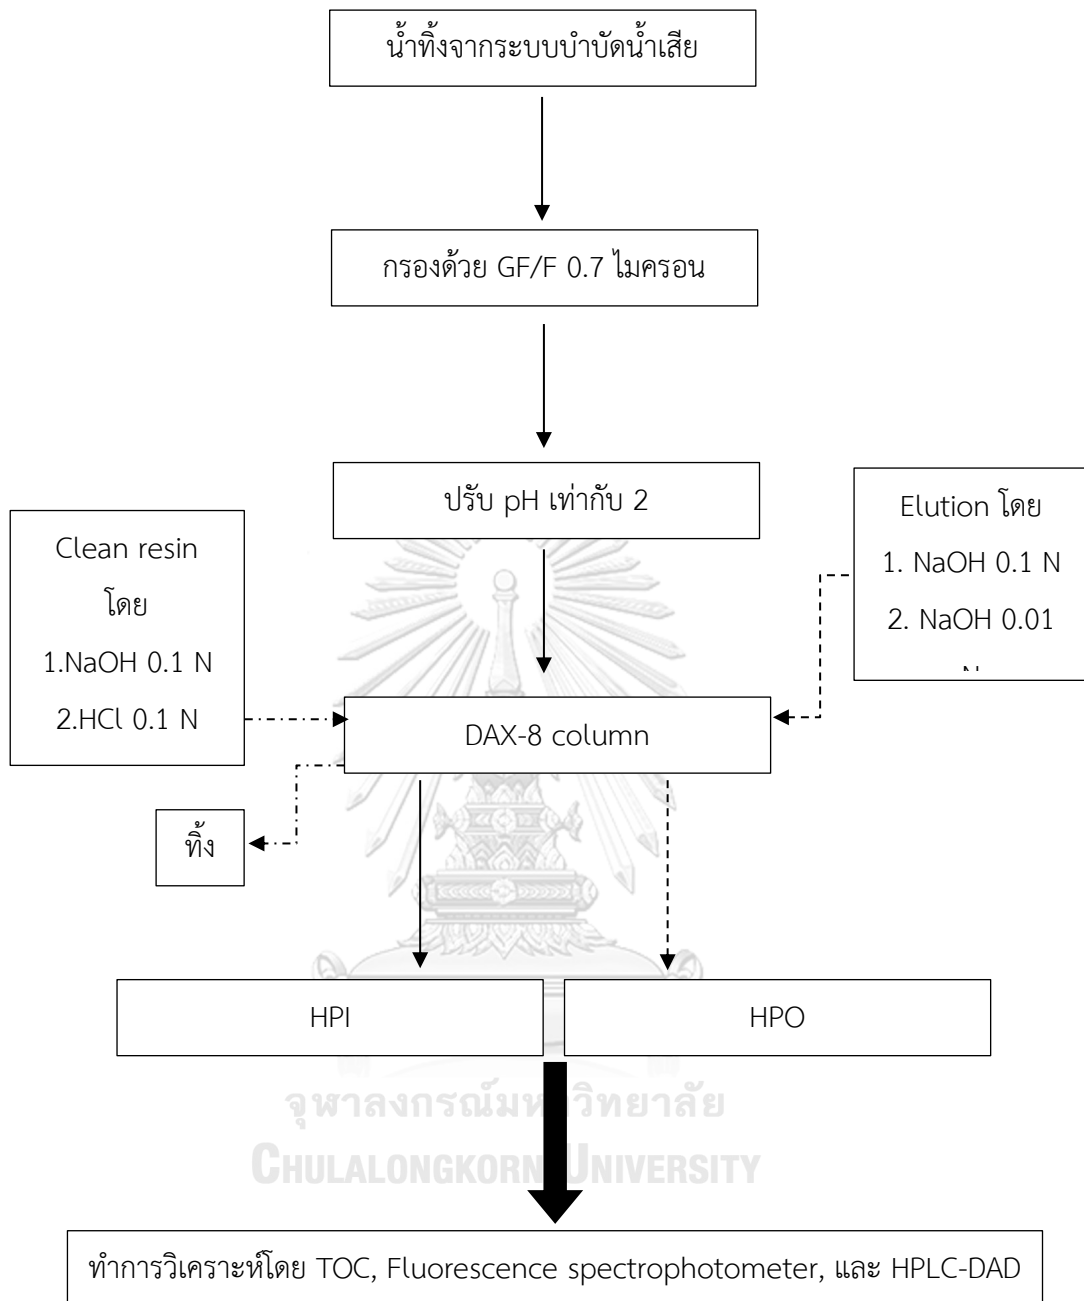 น้ำทิ้งจากระบบบำบัดน้ำเสีย
กรองด้วย GF/F 0.7 ไมครอน
ปรับ pH เท่ากับ 2
Clean resin
โดย
1.NaOH 0.1 N
2.HCl 0.1 N
Elution โดย
1. NaOH 0.1 N
2. NaOH 0.01
DAX-8 column
ทิ้ง
HPI
HPO
จุฬาลงกรณ์มหาวิทยาลัย
CHULALONGKORN UNIVERSITY
ทำการวิเคราะห์โดย TOC, Fluorescence spectrophotometer, และ HPLC-DAD